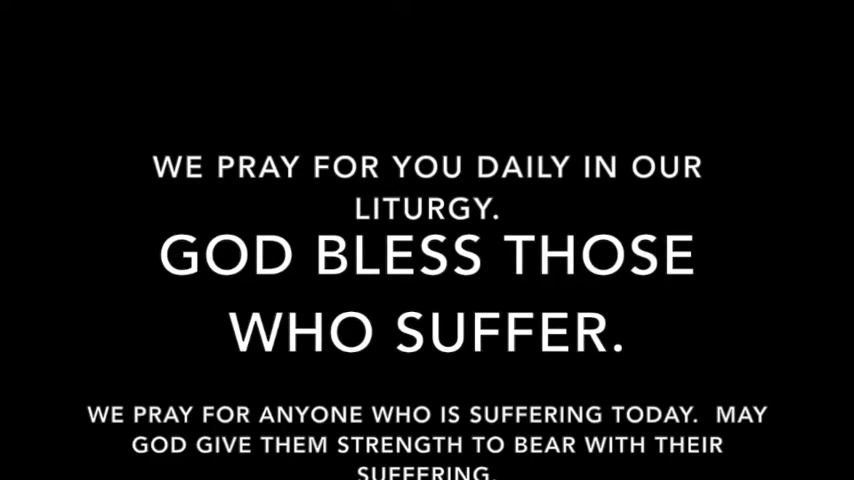 WE PRAY FOR YOU DAILY IN OUR
LITURGY.
GOD BLESS THOSE
WHO SUFFER.
WE PRAY FOR ANYONE WHO IS SUFFERING TODAY.  MAY
GOD GIVE THEM STRENGTH TO BEAR WITH THEIR
SUFFERING.